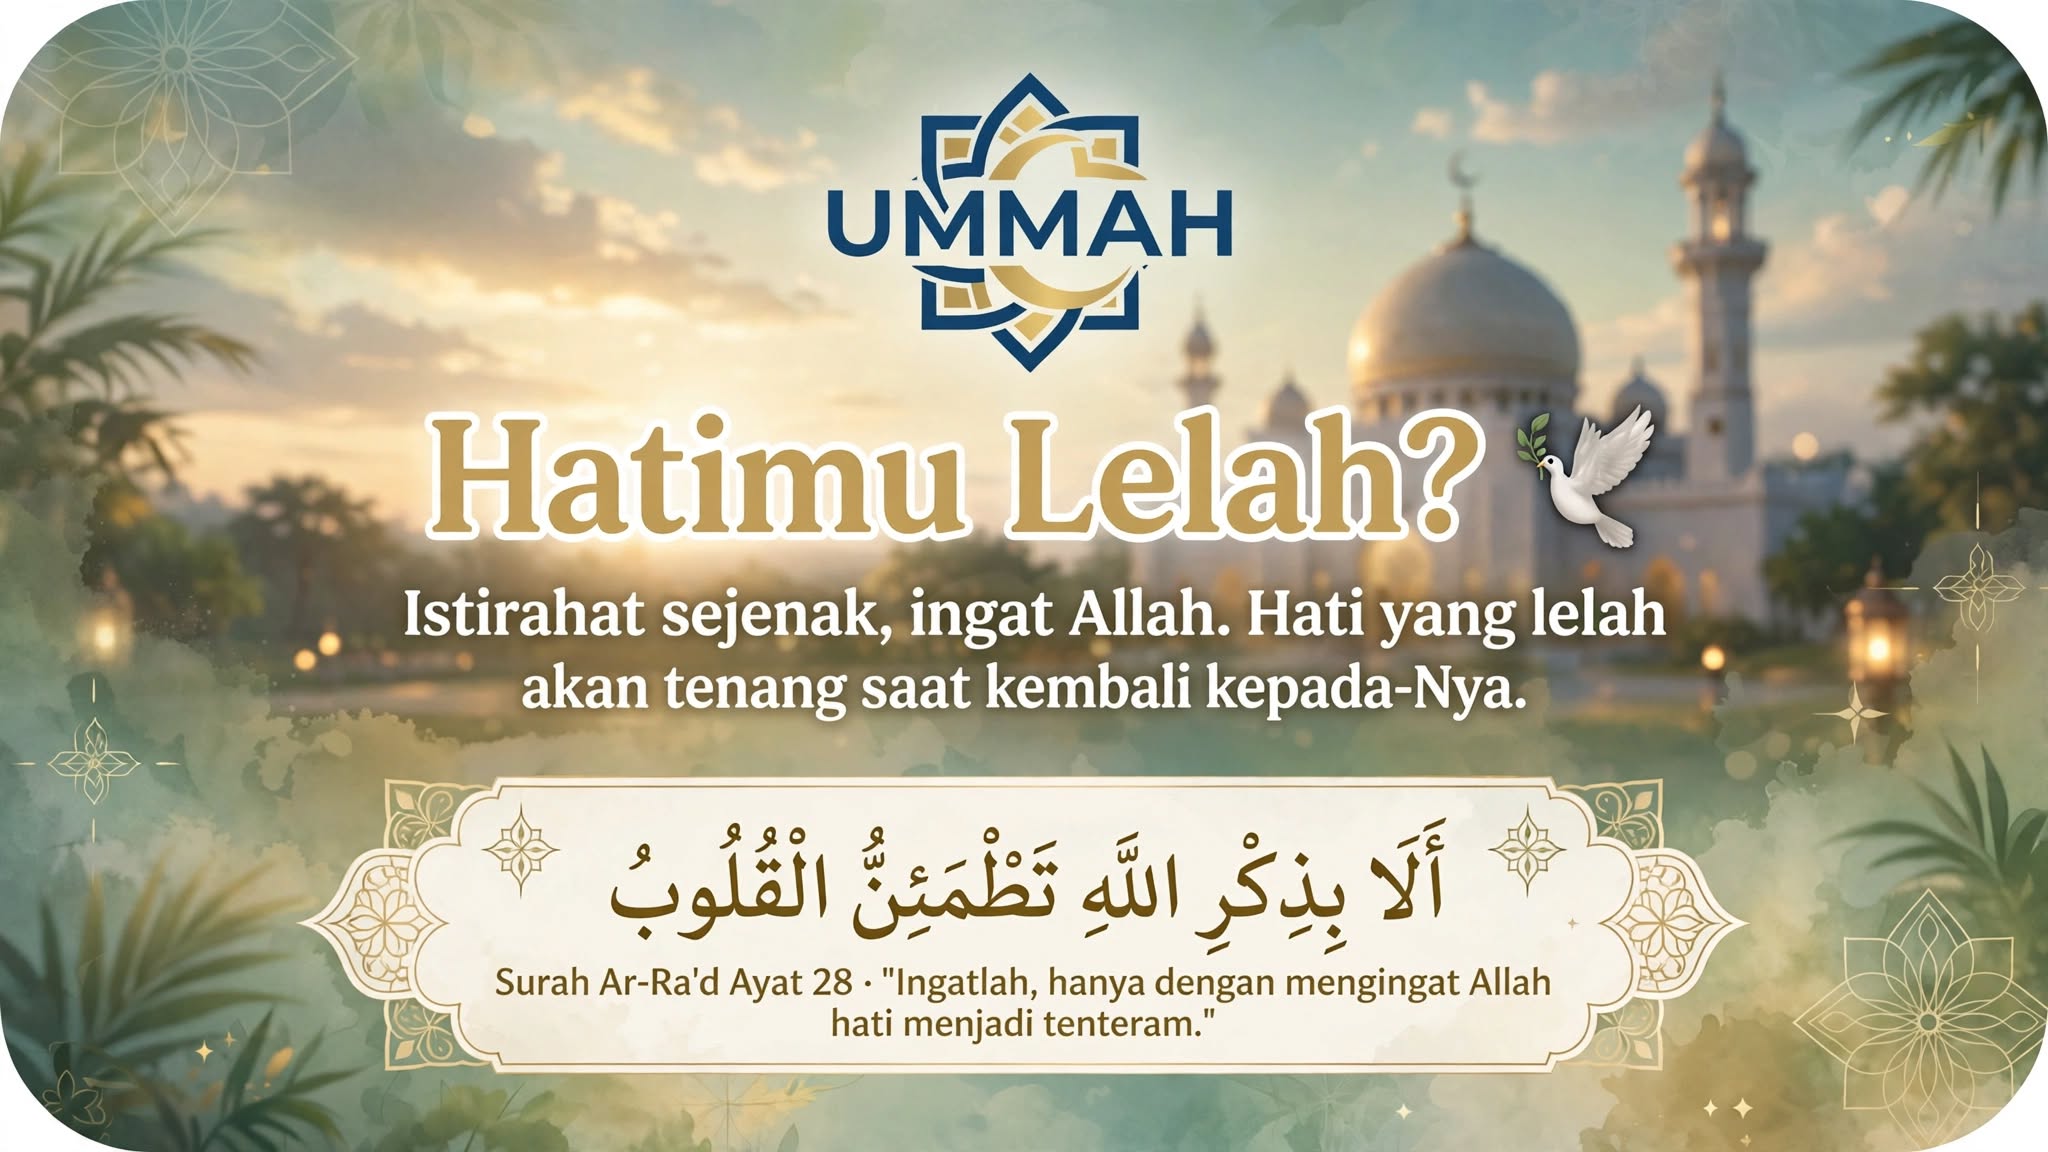 UMMAH
Hatimu Lelah?
Istirahat sejenak, ingat Allah. Hati yang lelah
akan tenang saat kembali kepada-Nya.
أَلَا بِذِكْرِ اللَّهِ تَطْمَئِنُّ الْقُلُوبُ
Surah Ar-Ra'd Ayat 28 · "Ingatlah, hanya dengan mengingat Allah
hati menjadi tenteram."